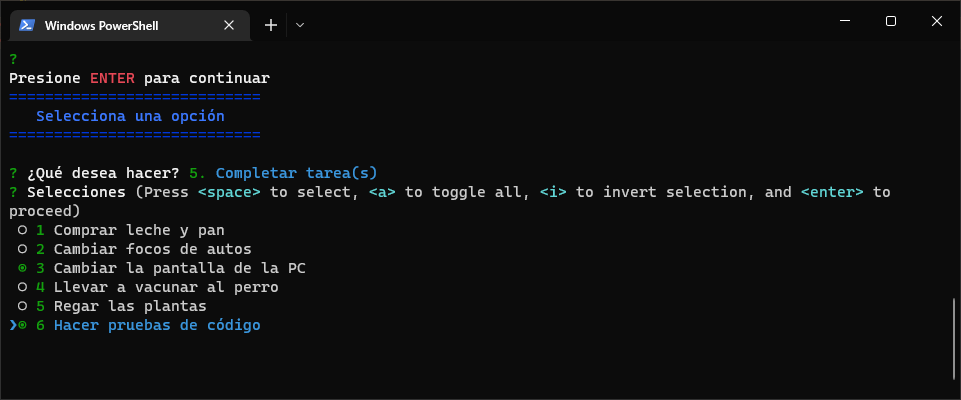 Windows PowerShell
?
Presione ENTER para continuar
============================
Selecciona una opción
============================
? ¿Qué desea hacer? 5. Completar tarea(s)
? Selecciones (Press <space> to select, <a> to toggle all, <i> to invert selection, and <enter> to
proceed)
1 Comprar leche y pan
2 Cambiar focos de autos
3 Cambiar la pantalla de la PC
4 Llevar a vacunar al perro
5 Regar las plantas
❯ 6 Hacer pruebas de código